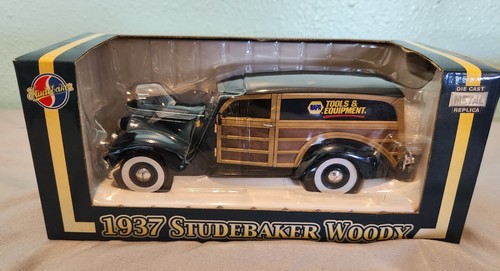 Studebaker
DIE CAST
METAL
REPLICA
NAPA
TOOLS &
EQUIPMENT
1937 STUDEBAKER WOODY